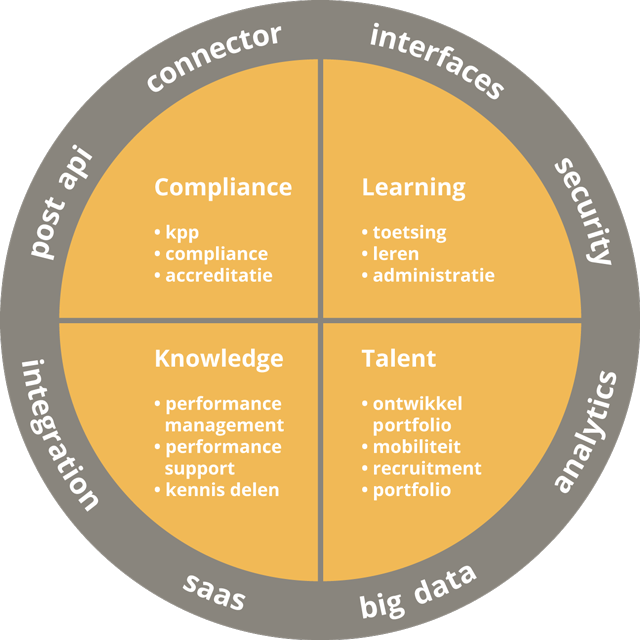 connector
interfaces
post api
security
Compliance
• kpp
• compliance
• accreditatie
Learning
• toetsing
• leren
• administratie
Knowledge
• performance
management
• performance
support
• kennis delen
Talent
• ontwikkel
portfolio
• mobiliteit
• recruitment
• portfolio
integration
analytics
saas
big data